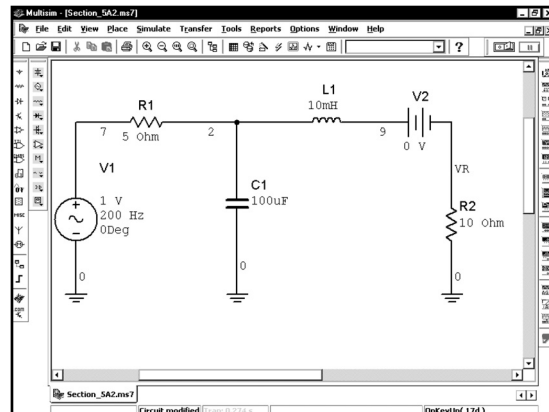 Multisim - [Section_5A2.ms7]
File Edit View Place Simulate Transfer Tools Reports Options Window Help
R1
7 5 Ohm 2
L1
10mH
9
V2
0 V
V1
1 V
200 Hz
0Deg
C1
100uF
VR
R2
10 Ohm
0
0
0
Section_5A2.ms7
Circuit modified